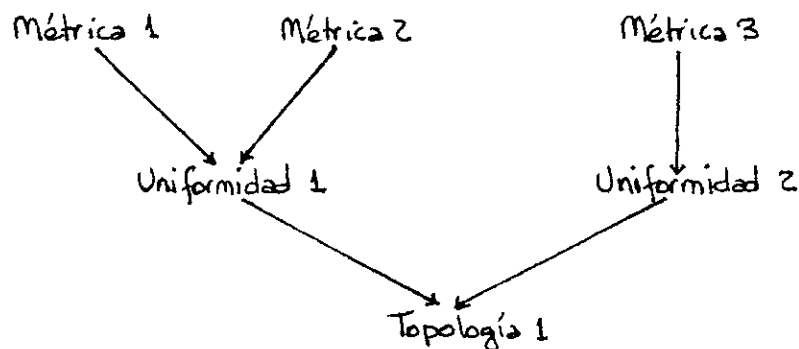 Métrica 1 Métrica 2 Métrica 3
Uniformidad 1 Uniformidad 2
Topología 1